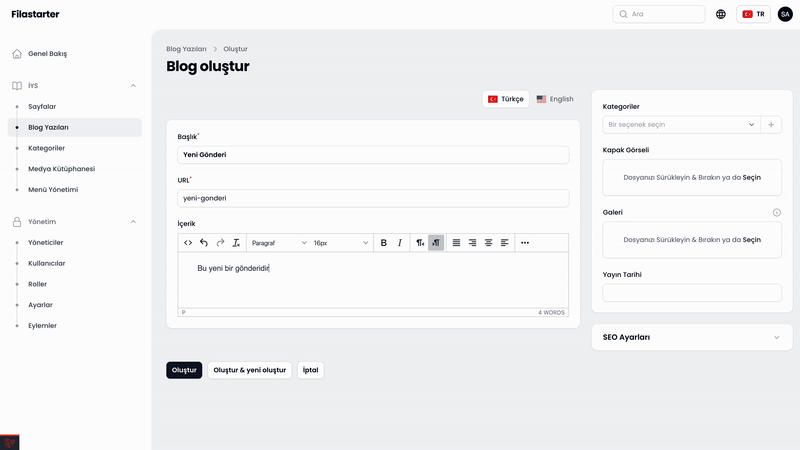 Filastarter
Ara
TR
SA
Genel Bakış
İYS
Sayfalar
Blog Yazıları
Kategoriler
Medya Kütüphanesi
Menü Yönetimi
Yönetim
Yöneticiler
Kullanıcılar
Roller
Ayarlar
Eylemler
Blog Yazıları > Oluştur
Blog oluştur
Türkçe
English
Başlık*
Yeni Gönderi
URL*
yeni-gonderi
İçerik
Paragraf
16px
B I
Bu yeni bir gönderidir
P
4 WORDS
Oluştur
Oluştur & yeni oluştur
İptal
Kategoriler
Bir seçenek seçin
Kapak Görseli
Dosyanızı Sürükleyin & Bırakın ya da Seçin
Galeri
Dosyanızı Sürükleyin & Bırakın ya da Seçin
Yayın Tarihi
SEO Ayarları